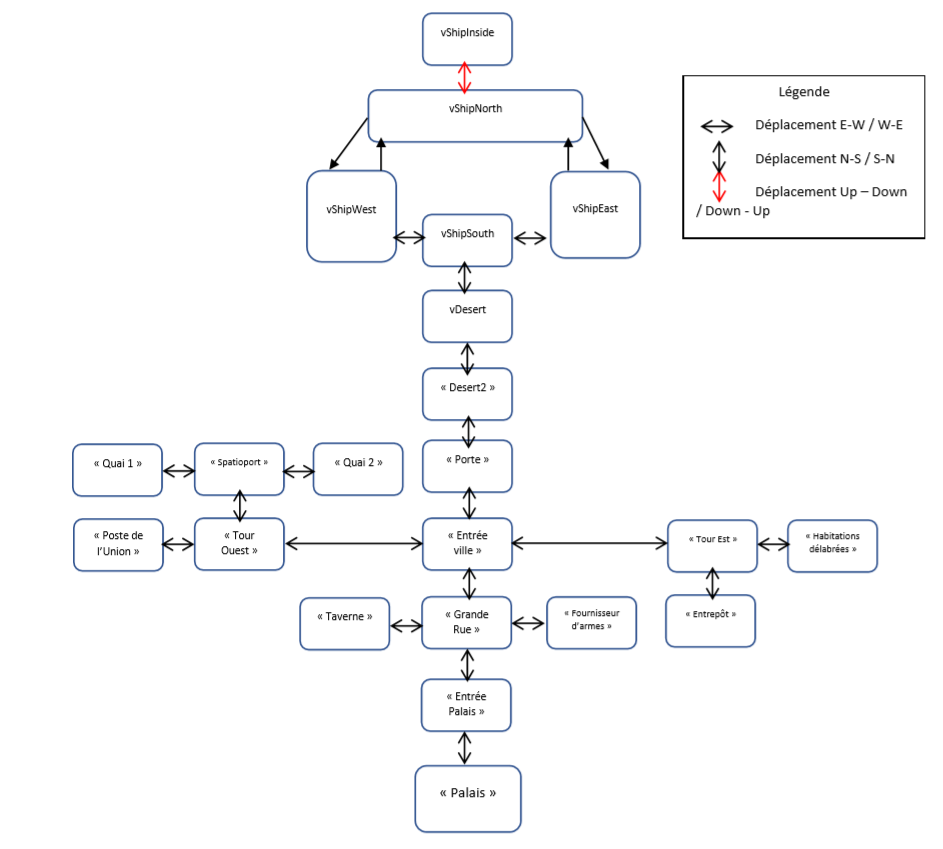 vShipInside
vShipNorth
Légende
Déplacement E-W / W-E
Déplacement N-S / S-N
Déplacement Up – Down
/ Down - Up
vShipWest
vShipEast
vShipSouth
vDesert
« Desert2 »
« Porte »
« Quai 1 »
« Spatioport »
« Quai 2 »
« Poste de
l’Union »
« Tour
Ouest »
« Entrée
ville »
« Tour Est »
« Habitations
délabrées »
« Taverne »
« Grande
Rue »
« Fournisseur
d’armes »
« Entrepôt »
« Entrée
Palais »
« Palais »